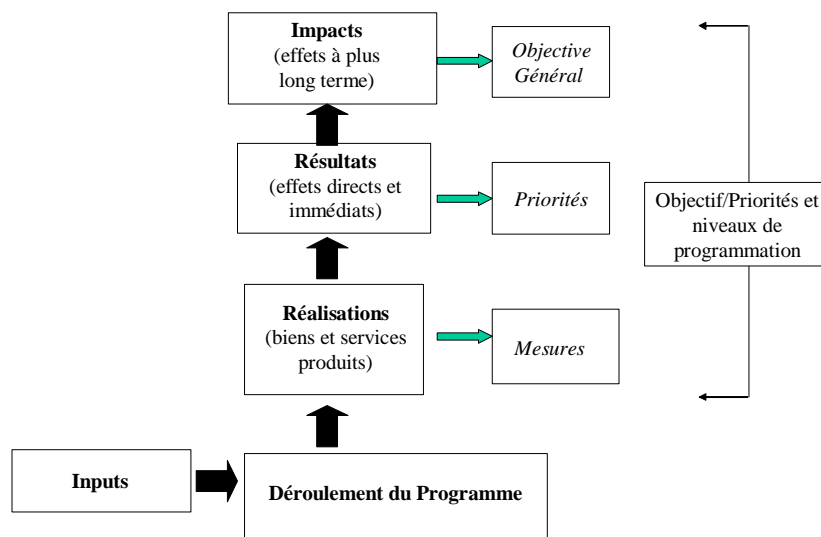 Impacts
(effets à plus
long terme)
Objective
Général
Résultats
(effets directs et
immédiats)
Priorités
Objectif/Priorités et
niveaux de
programmation
Réalisations
(biens et services
produits)
Mesures
Inputs
Déroulement du Programme